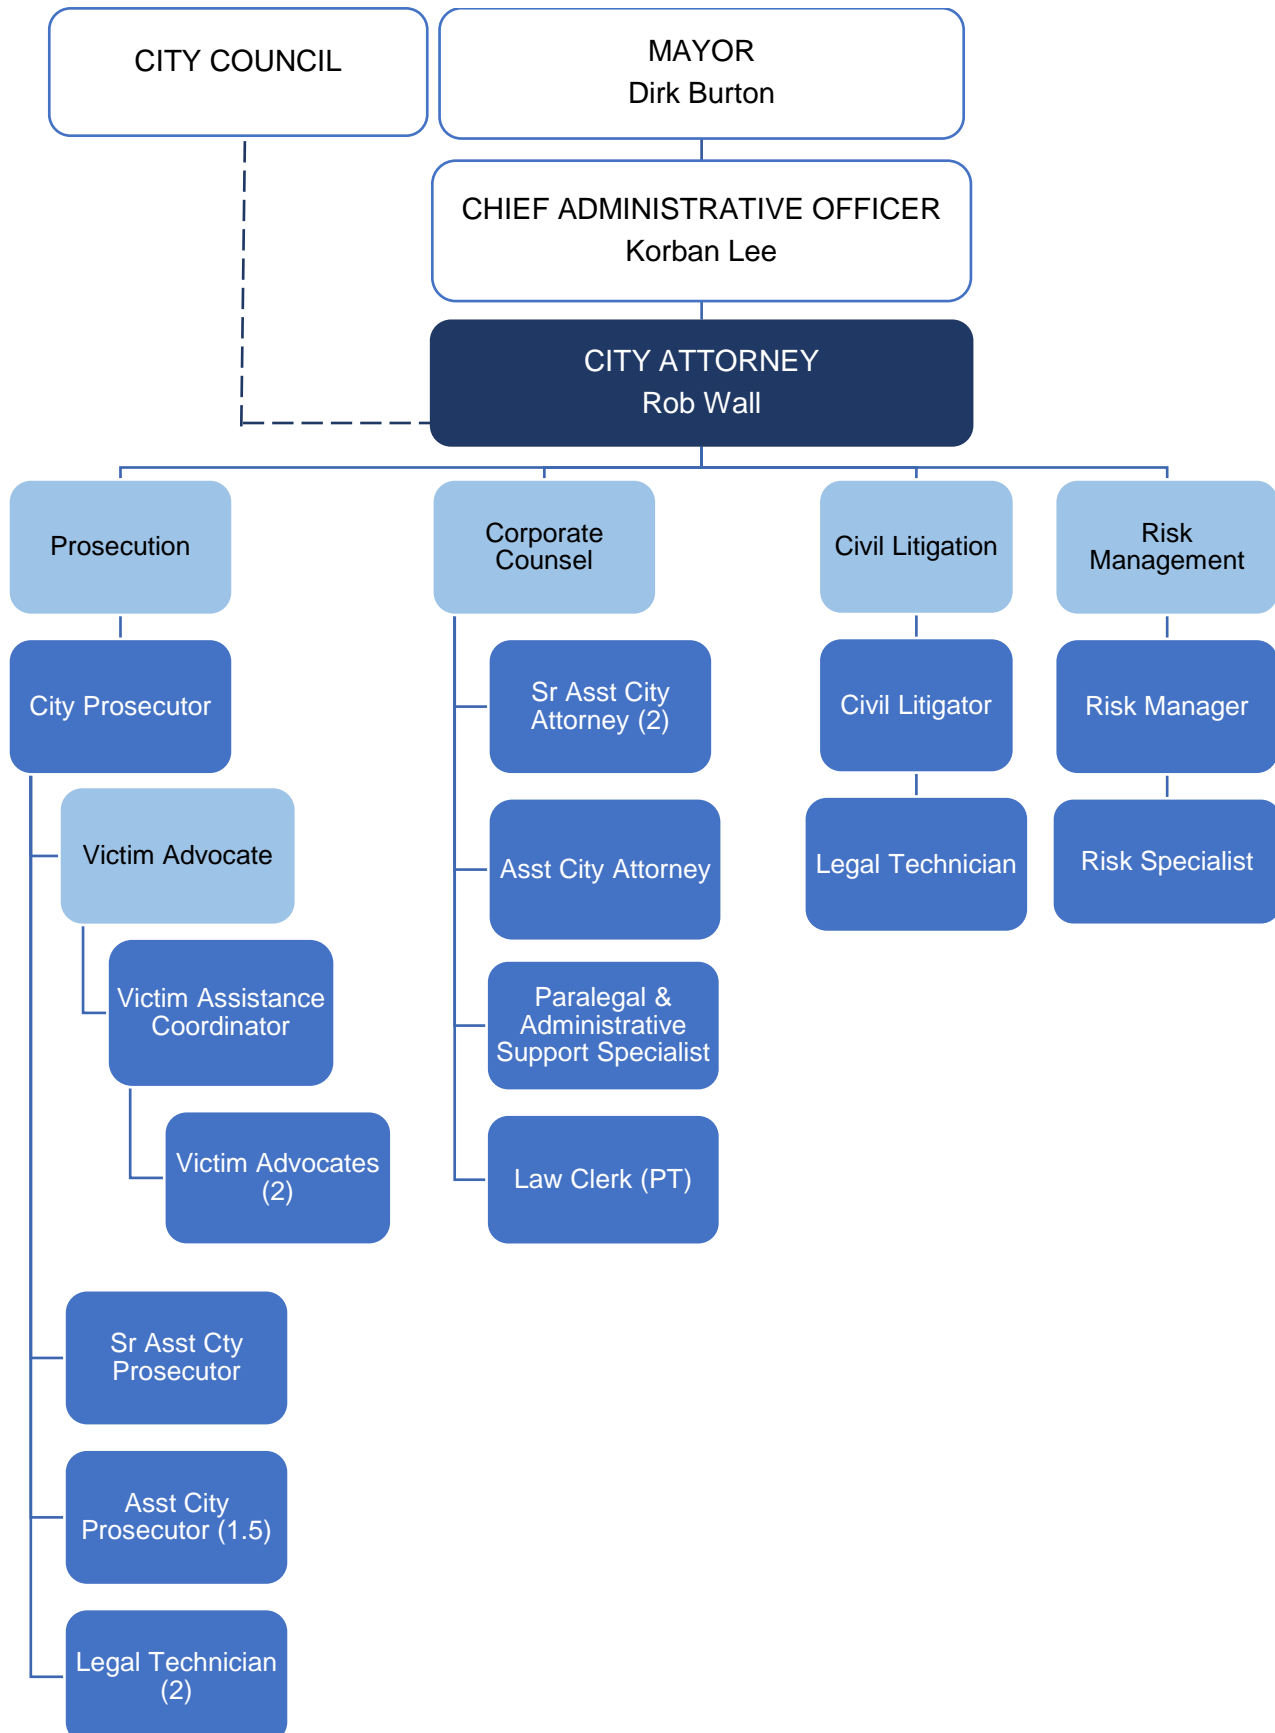 CITY COUNCIL
MAYOR
Dirk Burton
CHIEF ADMINISTRATIVE OFFICER
Korban Lee
CITY ATTORNEY
Rob Wall
Prosecution
Corporate
Counsel
Civil Litigation
Risk
Management
City Prosecutor
Sr Asst City
Attorney (2)
Civil Litigator
Risk Manager
Victim Advocate
Asst City Attorney
Legal Technician
Risk Specialist
Victim Assistance
Coordinator
Paralegal &
Administrative
Support Specialist
Victim Advocates
(2)
Law Clerk (PT)
Sr Asst Cty
Prosecutor
Asst City
Prosecutor (1.5)
Legal Technician
(2)